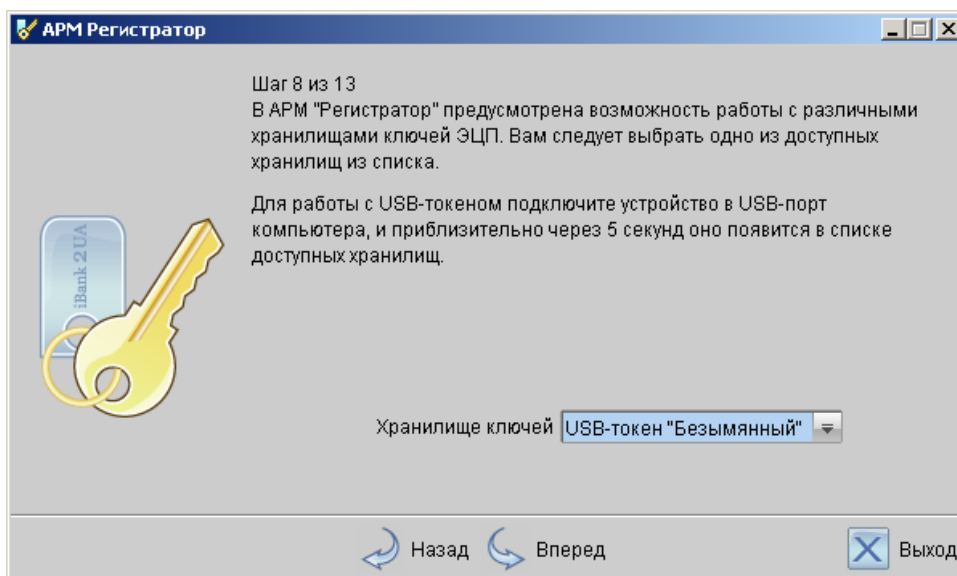 АРМ Регистратор
Шаг 8 из 13
В АРМ "Регистратор" предусмотрена возможность работы с различными
хранилищами ключей ЭЦП. Вам следует выбрать одно из доступных
хранилищ из списка.
Для работы с USB-токеном подключите устройство в USB-порт
компьютера, и приблизительно через 5 секунд оно появится в списке
доступных хранилищ.
iBank 2 UA
Хранилище ключей USB-токен "Безымянный"
Назад Вперед Выход